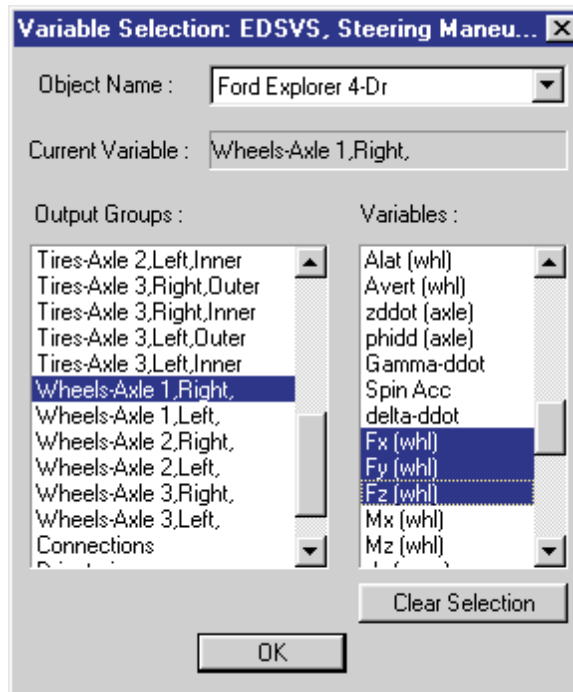 Variable Selection: EDSVS, Steering Maneu...
Object Name :
Ford Explorer 4-Dr
Current Variable :
Wheels-Axle 1,Right,
Output Groups :
Tires-Axle 2,Left,Inner
Tires-Axle 3,Right,Outer
Tires-Axle 3,Right,Inner
Tires-Axle 3,Left,Outer
Tires-Axle 3,Left,Inner
Wheels-Axle 1,Right,
Wheels-Axle 1,Left,
Wheels-Axle 2,Right,
Wheels-Axle 2,Left,
Wheels-Axle 3,Right,
Wheels-Axle 3,Left,
Connections
Variables :
Alat (whl)
Avert (whl)
zddot (axle)
phidd (axle)
Gamma-ddot
Spin Acc
delta-ddot
Fx (whl)
Fy (whl)
Fz (whl)
Mx (whl)
Mz (whl)
Clear Selection
OK